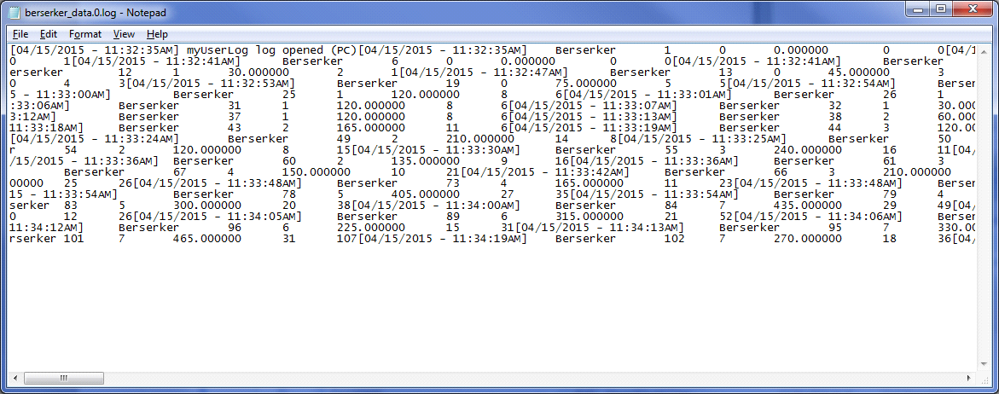 berserker_data.0.log - Notepad
File Edit Format View Help
[04/15/2015 - 11:32:35AM] myUserLog log opened (PC)[04/15/2015 - 11:32:35AM] Berserker 1 0 0.000000 0 0[04/1
0 1[04/15/2015 - 11:32:41AM] Berserker 6 0 0.000000 0 0[04/15/2015 - 11:32:41AM] Berserker
erserker 12 1 30.000000 2 1[04/15/2015 - 11:32:47AM] Berserker 13 0 45.000000 3
0 4 3[04/15/2015 - 11:32:53AM] Berserker 19 0 75.000000 5 5[04/15/2015 - 11:32:54AM] Berserk
5 - 11:33:00AM] Berserker 25 1 120.000000 8 6[04/15/2015 - 11:33:01AM] Berserker 26 1
:33:06AM] Berserker 31 1 120.000000 8 6[04/15/2015 - 11:33:07AM] Berserker 32 1 30.00
3:12AM] Berserker 37 1 120.000000 8 6[04/15/2015 - 11:33:13AM] Berserker 38 2 60.000
11:33:18AM] Berserker 43 2 165.000000 11 6[04/15/2015 - 11:33:19AM] Berserker 44 3 120.00
[04/15/2015 - 11:33:24AM] Berserker 49 2 210.000000 14 8[04/15/2015 - 11:33:25AM] Berserker 50
r 54 2 120.000000 8 15[04/15/2015 - 11:33:30AM] Berserker 55 3 240.000000 16 11[04/
/15/2015 - 11:33:36AM] Berserker 60 2 135.000000 9 16[04/15/2015 - 11:33:36AM] Berserker 61 3
Berserker 67 4 150.000000 10 21[04/15/2015 - 11:33:42AM] Berserker 66 3 210.000000
00000 25 26[04/15/2015 - 11:33:48AM] Berserker 73 4 165.000000 11 23[04/15/2015 - 11:33:48AM] Berser
15 - 11:33:54AM] Berserker 78 5 405.000000 27 35[04/15/2015 - 11:33:54AM] Berserker 79 4
serker 83 5 300.000000 20 38[04/15/2015 - 11:34:00AM] Berserker 84 7 435.000000 29 49[04/
0 12 26[04/15/2015 - 11:34:05AM] Berserker 89 6 315.000000 21 52[04/15/2015 - 11:34:06AM] Berserke
11:34:12AM] Berserker 96 6 225.000000 15 31[04/15/2015 - 11:34:13AM] Berserker 95 7 330.00
rserker 101 7 465.000000 31 107[04/15/2015 - 11:34:19AM] Berserker 102 7 270.000000 18 36[04/